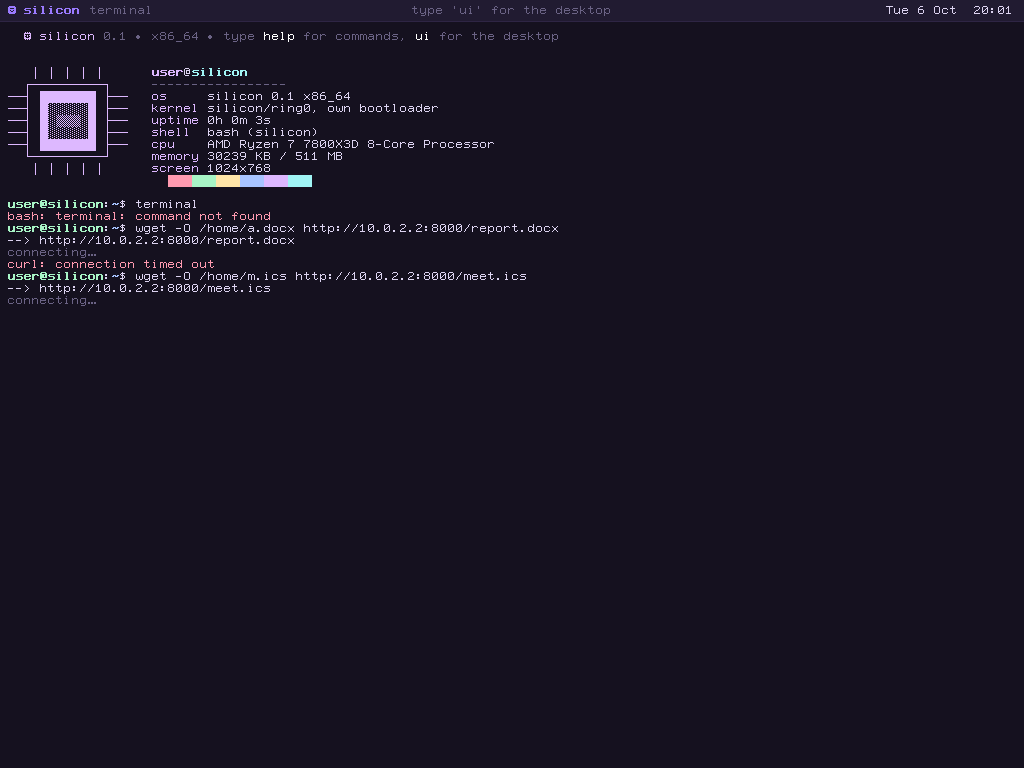 silicon terminal type 'ui' for the desktop Tue 6 Oct 20:01
silicon 0.1 • x86_64 • type help for commands, ui for the desktop
user@silicon
-----------------
os silicon 0.1 x86_64
kernel silicon/ring0, own bootloader
uptime 0h 0m 3s
shell bash (silicon)
cpu AMD Ryzen 7 7800X3D 8-Core Processor
memory 30239 KB / 511 MB
screen 1024x768
user@silicon:~$ terminal
bash: terminal: command not found
user@silicon:~$ wget -O /home/a.docx http://10.0.2.2:8000/report.docx
--> http://10.0.2.2:8000/report.docx
connecting…
curl: connection timed out
user@silicon:~$ wget -O /home/m.ics http://10.0.2.2:8000/meet.ics
--> http://10.0.2.2:8000/meet.ics
connecting…